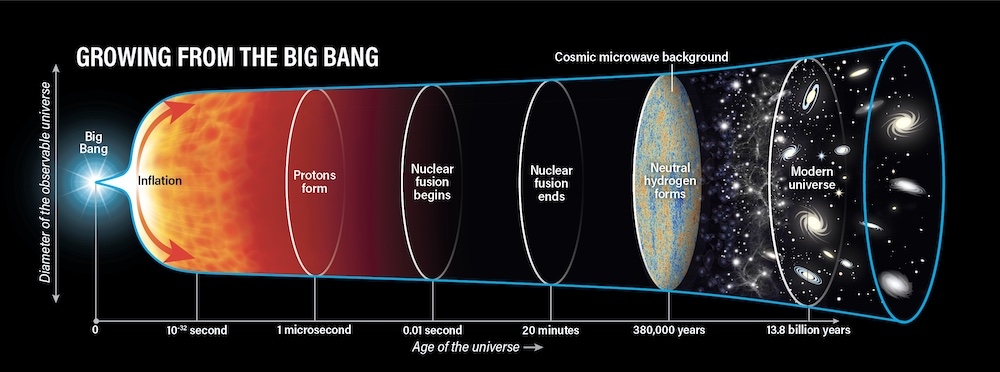 GROWING FROM THE BIG BANG
Cosmic microwave background
Diameter of the observable universe
Big
Bang
Inflation
Protons
form
Nuclear
fusion
begins
Nuclear
fusion
ends
Neutral
hydrogen
forms
Modern
universe
0
10⁻³² second
1 microsecond
0.01 second
20 minutes
380,000 years
13.8 billion years
Age of the universe